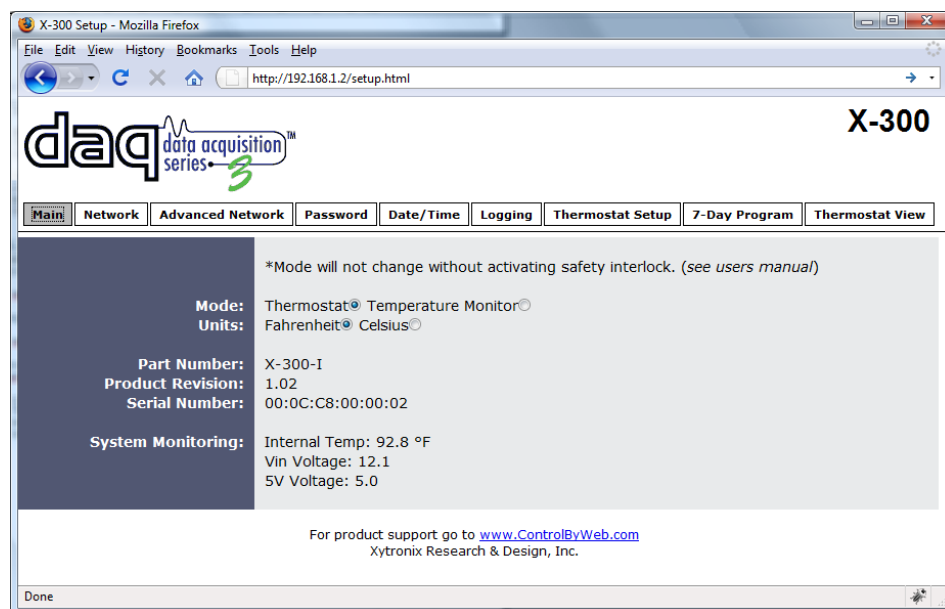 X-300 Setup - Mozilla Firefox
File Edit View History Bookmarks Tools Help
http://192.168.1.2/setup.html
daq data acquisition series 3 TM
X-300
Main Network Advanced Network Password Date/Time Logging Thermostat Setup 7-Day Program Thermostat View
*Mode will not change without activating safety interlock. (see users manual)
Mode: Thermostat Temperature Monitor
Units: Fahrenheit Celsius
Part Number: X-300-I
Product Revision: 1.02
Serial Number: 00:0C:C8:00:00:02
System Monitoring: Internal Temp: 92.8 °F
Vin Voltage: 12.1
5V Voltage: 5.0
For product support go to www.ControlByWeb.com
Xytronix Research & Design, Inc.
Done